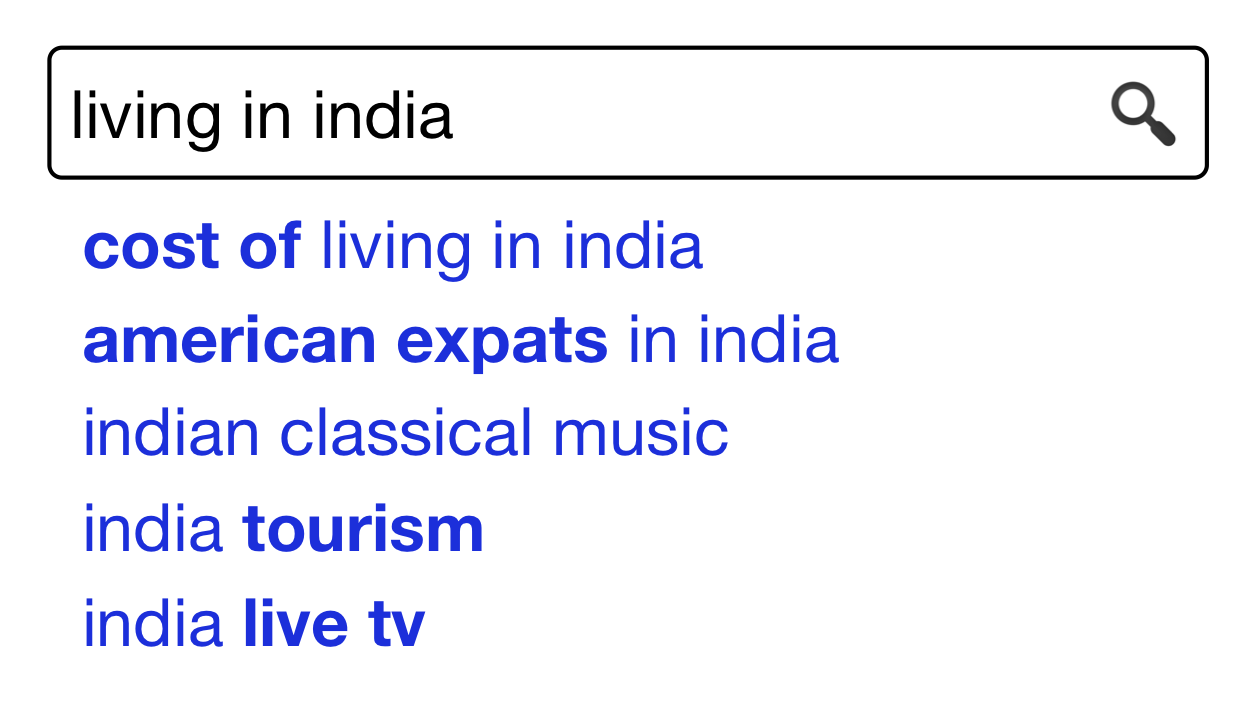 living in india
cost of living in india
american expats in india
indian classical music
india tourism
india live tv